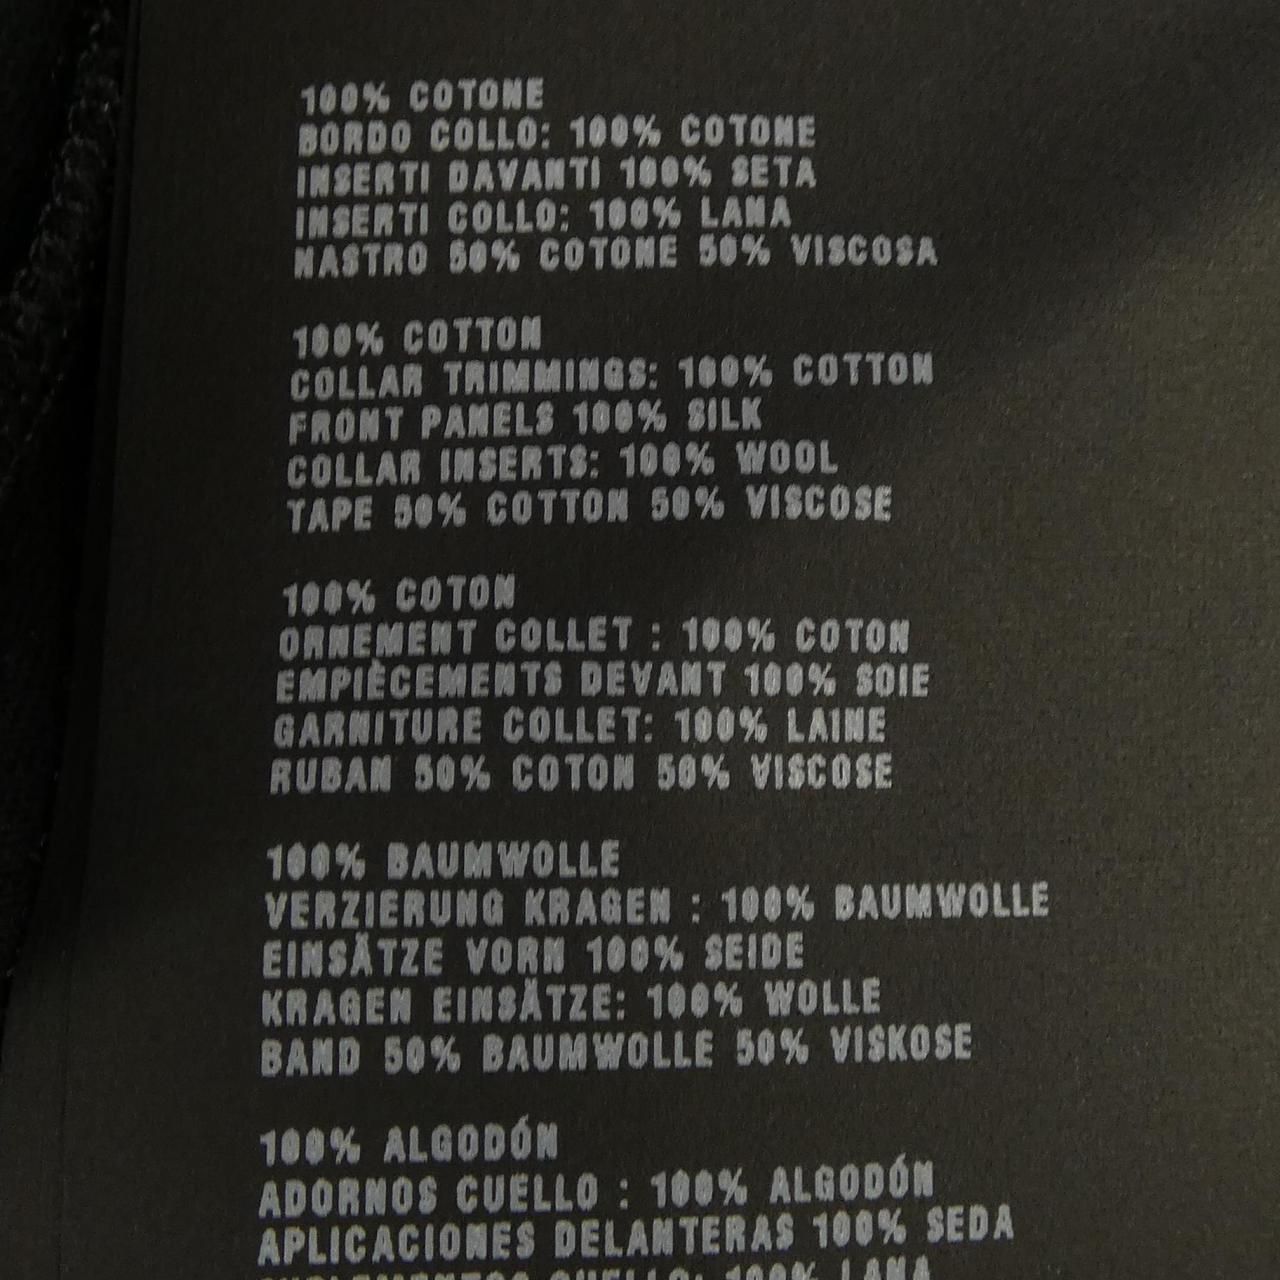 100% COTONE
BORDO COLLO: 100% COTONE
INSERTI DAVANTI 100% SETA
INSERTI COLLO: 100% LANA
NASTRO 50% COTONE 50% VISCOSA
100% COTTON
COLLAR TRIMMINGS: 100% COTTON
FRONT PANELS 100% SILK
COLLAR INSERTS: 100% WOOL
TAPE 50% COTTON 50% VISCOSE
100% COTON
ORNEMENT COLLET : 100% COTON
EMPIÈCEMENTS DEVANT 100% SOIE
GARNITURE COLLET: 100% LAINE
RUBAN 50% COTON 50% VISCOSE
100% BAUMWOLLE
VERZIERUNG KRAGEN : 100% BAUMWOLLE
EINSÄTZE VORN 100% SEIDE
KRAGEN EINSÄTZE: 100% WOLLE
BAND 50% BAUMWOLLE 50% VISKOSE
100% ALGODÓN
ADORNOS CUELLO : 100% ALGODÓN
APLICACIONES DELANTERAS 100% SEDA
CUELLO: 100% LANA